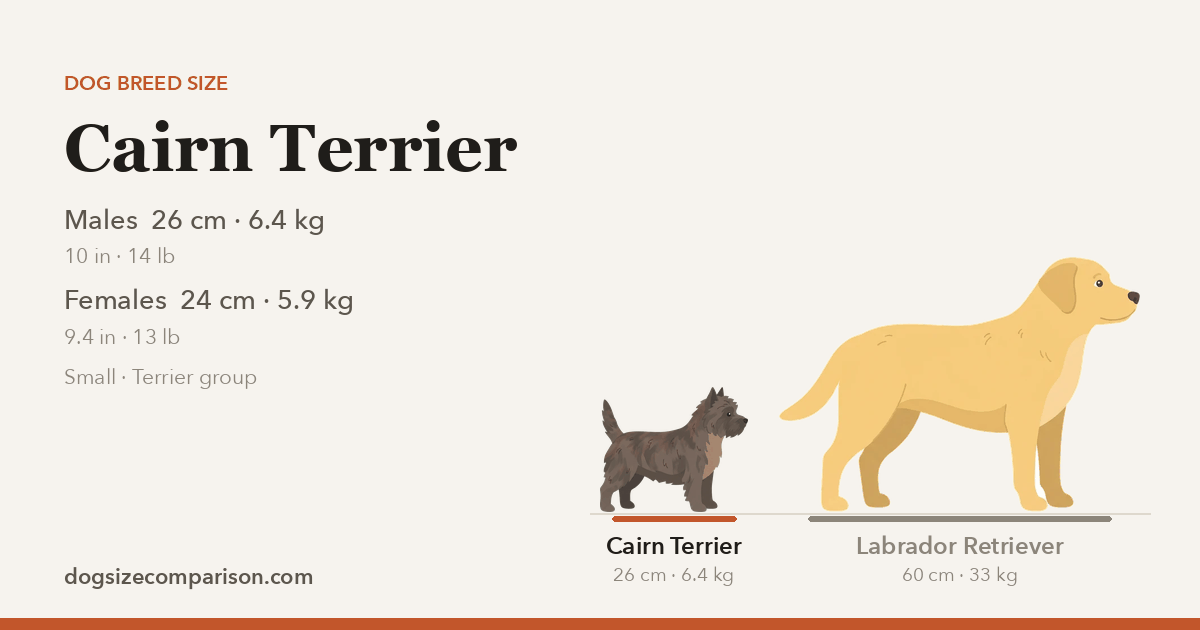 DOG BREED SIZE
Cairn Terrier
Males 26 cm · 6.4 kg
10 in · 14 lb
Females 24 cm · 5.9 kg
9.4 in · 13 lb
Small · Terrier group
Cairn Terrier
26 cm · 6.4 kg
Labrador Retriever
60 cm · 33 kg
dogsizecomparison.com